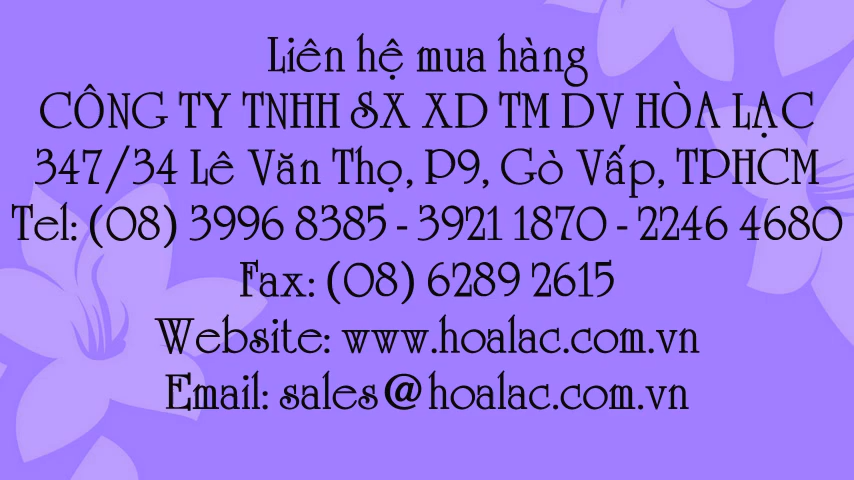 Liên hệ mua hàng
CÔNG TY TNHH SX XD TM DV HÒA LẠC
347/34 Lê Văn Thọ, P9, Gò Vấp, TPHCM
Tel: (08) 3996 8385 - 3921 1870 - 2246 4680
Fax: (08) 6289 2615
Website: www.hoalac.com.vn
Email: sales@hoalac.com.vn